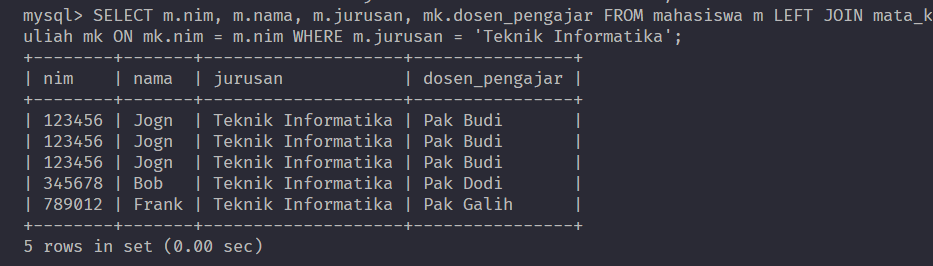 mysql> SELECT m.nim, m.nama, m.jurusan, mk.dosen_pengajar FROM mahasiswa m LEFT JOIN mata_k
uliah mk ON mk.nim = m.nim WHERE m.jurusan = 'Teknik Informatika';
+--------+-------+--------------------+----------------+
| nim    | nama  | jurusan            | dosen_pengajar |
+--------+-------+--------------------+----------------+
| 123456 | Jogn  | Teknik Informatika | Pak Budi       |
| 123456 | Jogn  | Teknik Informatika | Pak Budi       |
| 123456 | Jogn  | Teknik Informatika | Pak Budi       |
| 345678 | Bob   | Teknik Informatika | Pak Dodi       |
| 789012 | Frank | Teknik Informatika | Pak Galih      |
+--------+-------+--------------------+----------------+
5 rows in set (0.00 sec)